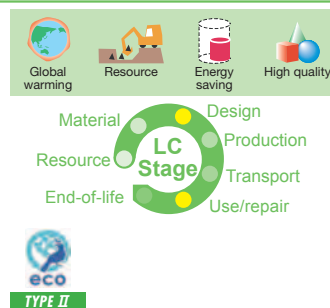 Global
warming
Resource
Energy
saving
High quality
Material
Design
Resource
LC
Stage
Production
Transport
End-of-life
Use/repair
eco
TYPE II